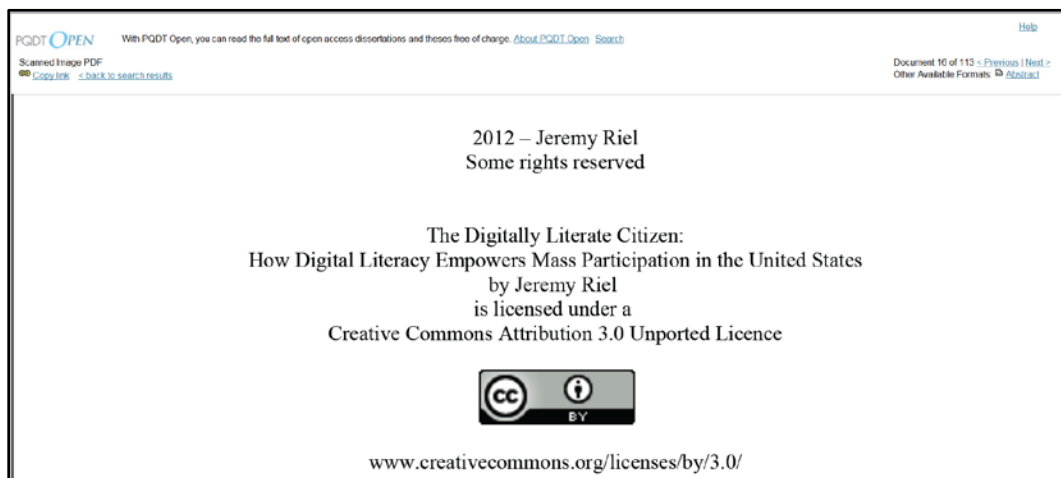 Help
PQDT OPEN With PQDT Open, you can read the full text of open access dissertations and theses free of charge. About PQDT Open Search
Scanned Image PDF
Copy link < back to search results
Document 16 of 113 < Previous | Next >
Other Available Formats: Abstract
2012 – Jeremy Riel
Some rights reserved
The Digitally Literate Citizen:
How Digital Literacy Empowers Mass Participation in the United States
by Jeremy Riel
is licensed under a
Creative Commons Attribution 3.0 Unported Licence
cc
BY
www.creativecommons.org/licenses/by/3.0/